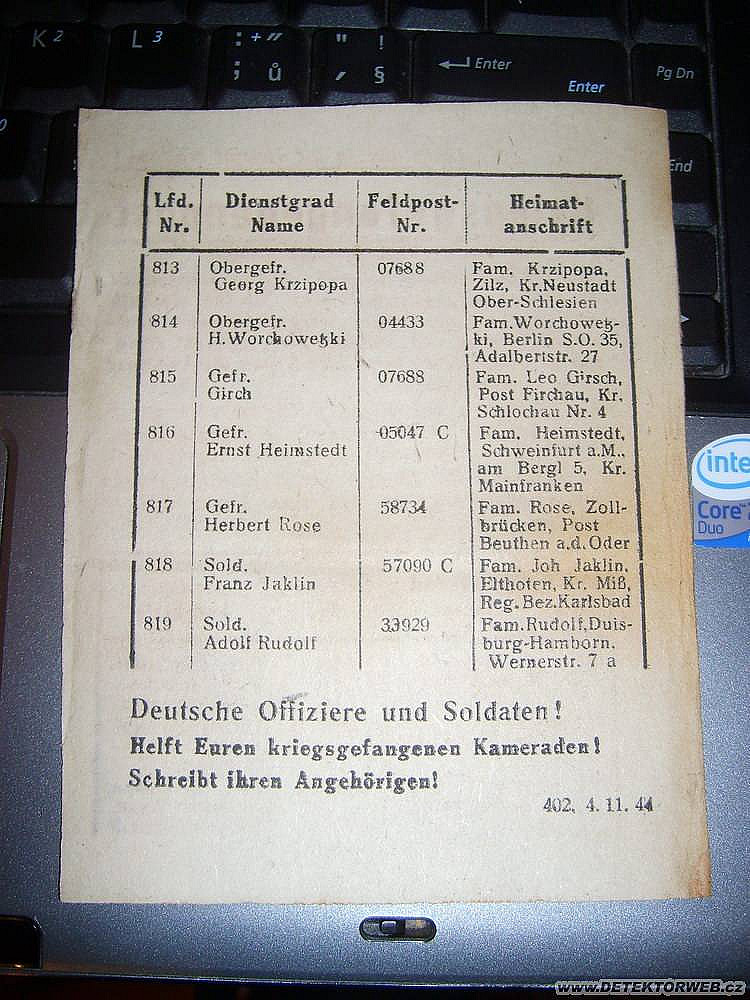 K 2
L 3
: + "
; ů
" !
, § 
Enter
Enter
Pg Dn
End
Lfd. Nr. Dienstgrad Name Feldpost- Nr. Heimat- anschrift
813 Obergefr. 07688 Fam. Krzipopa,
Georg Krzipopa Zilz, Kr.Neustadt
Ober-Schlesien
814 Obergefr. 04433 Fam.Worchowetz-
H.Worchowetzki ki, Berlin S.O. 35,
Adalbertstr. 27
815 Gefr. 07688 Fam. Leo Girsch,
Girch Post Firchau, Kr.
Schlochau Nr. 4
816 Gefr. 05047 C Fam. Heimstedt,
Ernst Heimstedt Schweinfurt a.M.,
am Bergl 5, Kr.
Mainfranken
817 Gefr. 58734 Fam. Rose, Zoll-
Herbert Rose brücken, Post
Beuthen a.d.Oder
818 Sold. 57090 C Fam. Joh Jaklin,
Franz Jaklin Elthoten, Kr. Miß,
Reg.Bez.Karlsbad
819 Sold. 33929 Fam.Rudolf,Duis-
Adolf Rudolf burg-Hamborn,
Wernerstr. 7 a
Deutsche Offiziere und Soldaten!
Helft Euren kriegsgefangenen Kameraden!
Schreibt ihren Angehörigen!
402. 4. 11. 44
inte
Core
Duo
www.DETEKTORWEB.cz